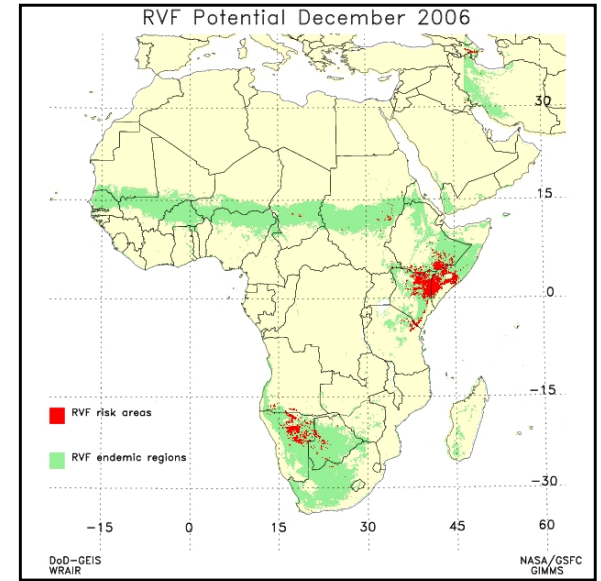 RVF Potential December 2006
30
15
0
-15
RVF risk areas
RVF endemic regions
-30
-15 0 15 30 45 60
DoD-GEIS
WRAIR
NASA/GSFC
GIMMS